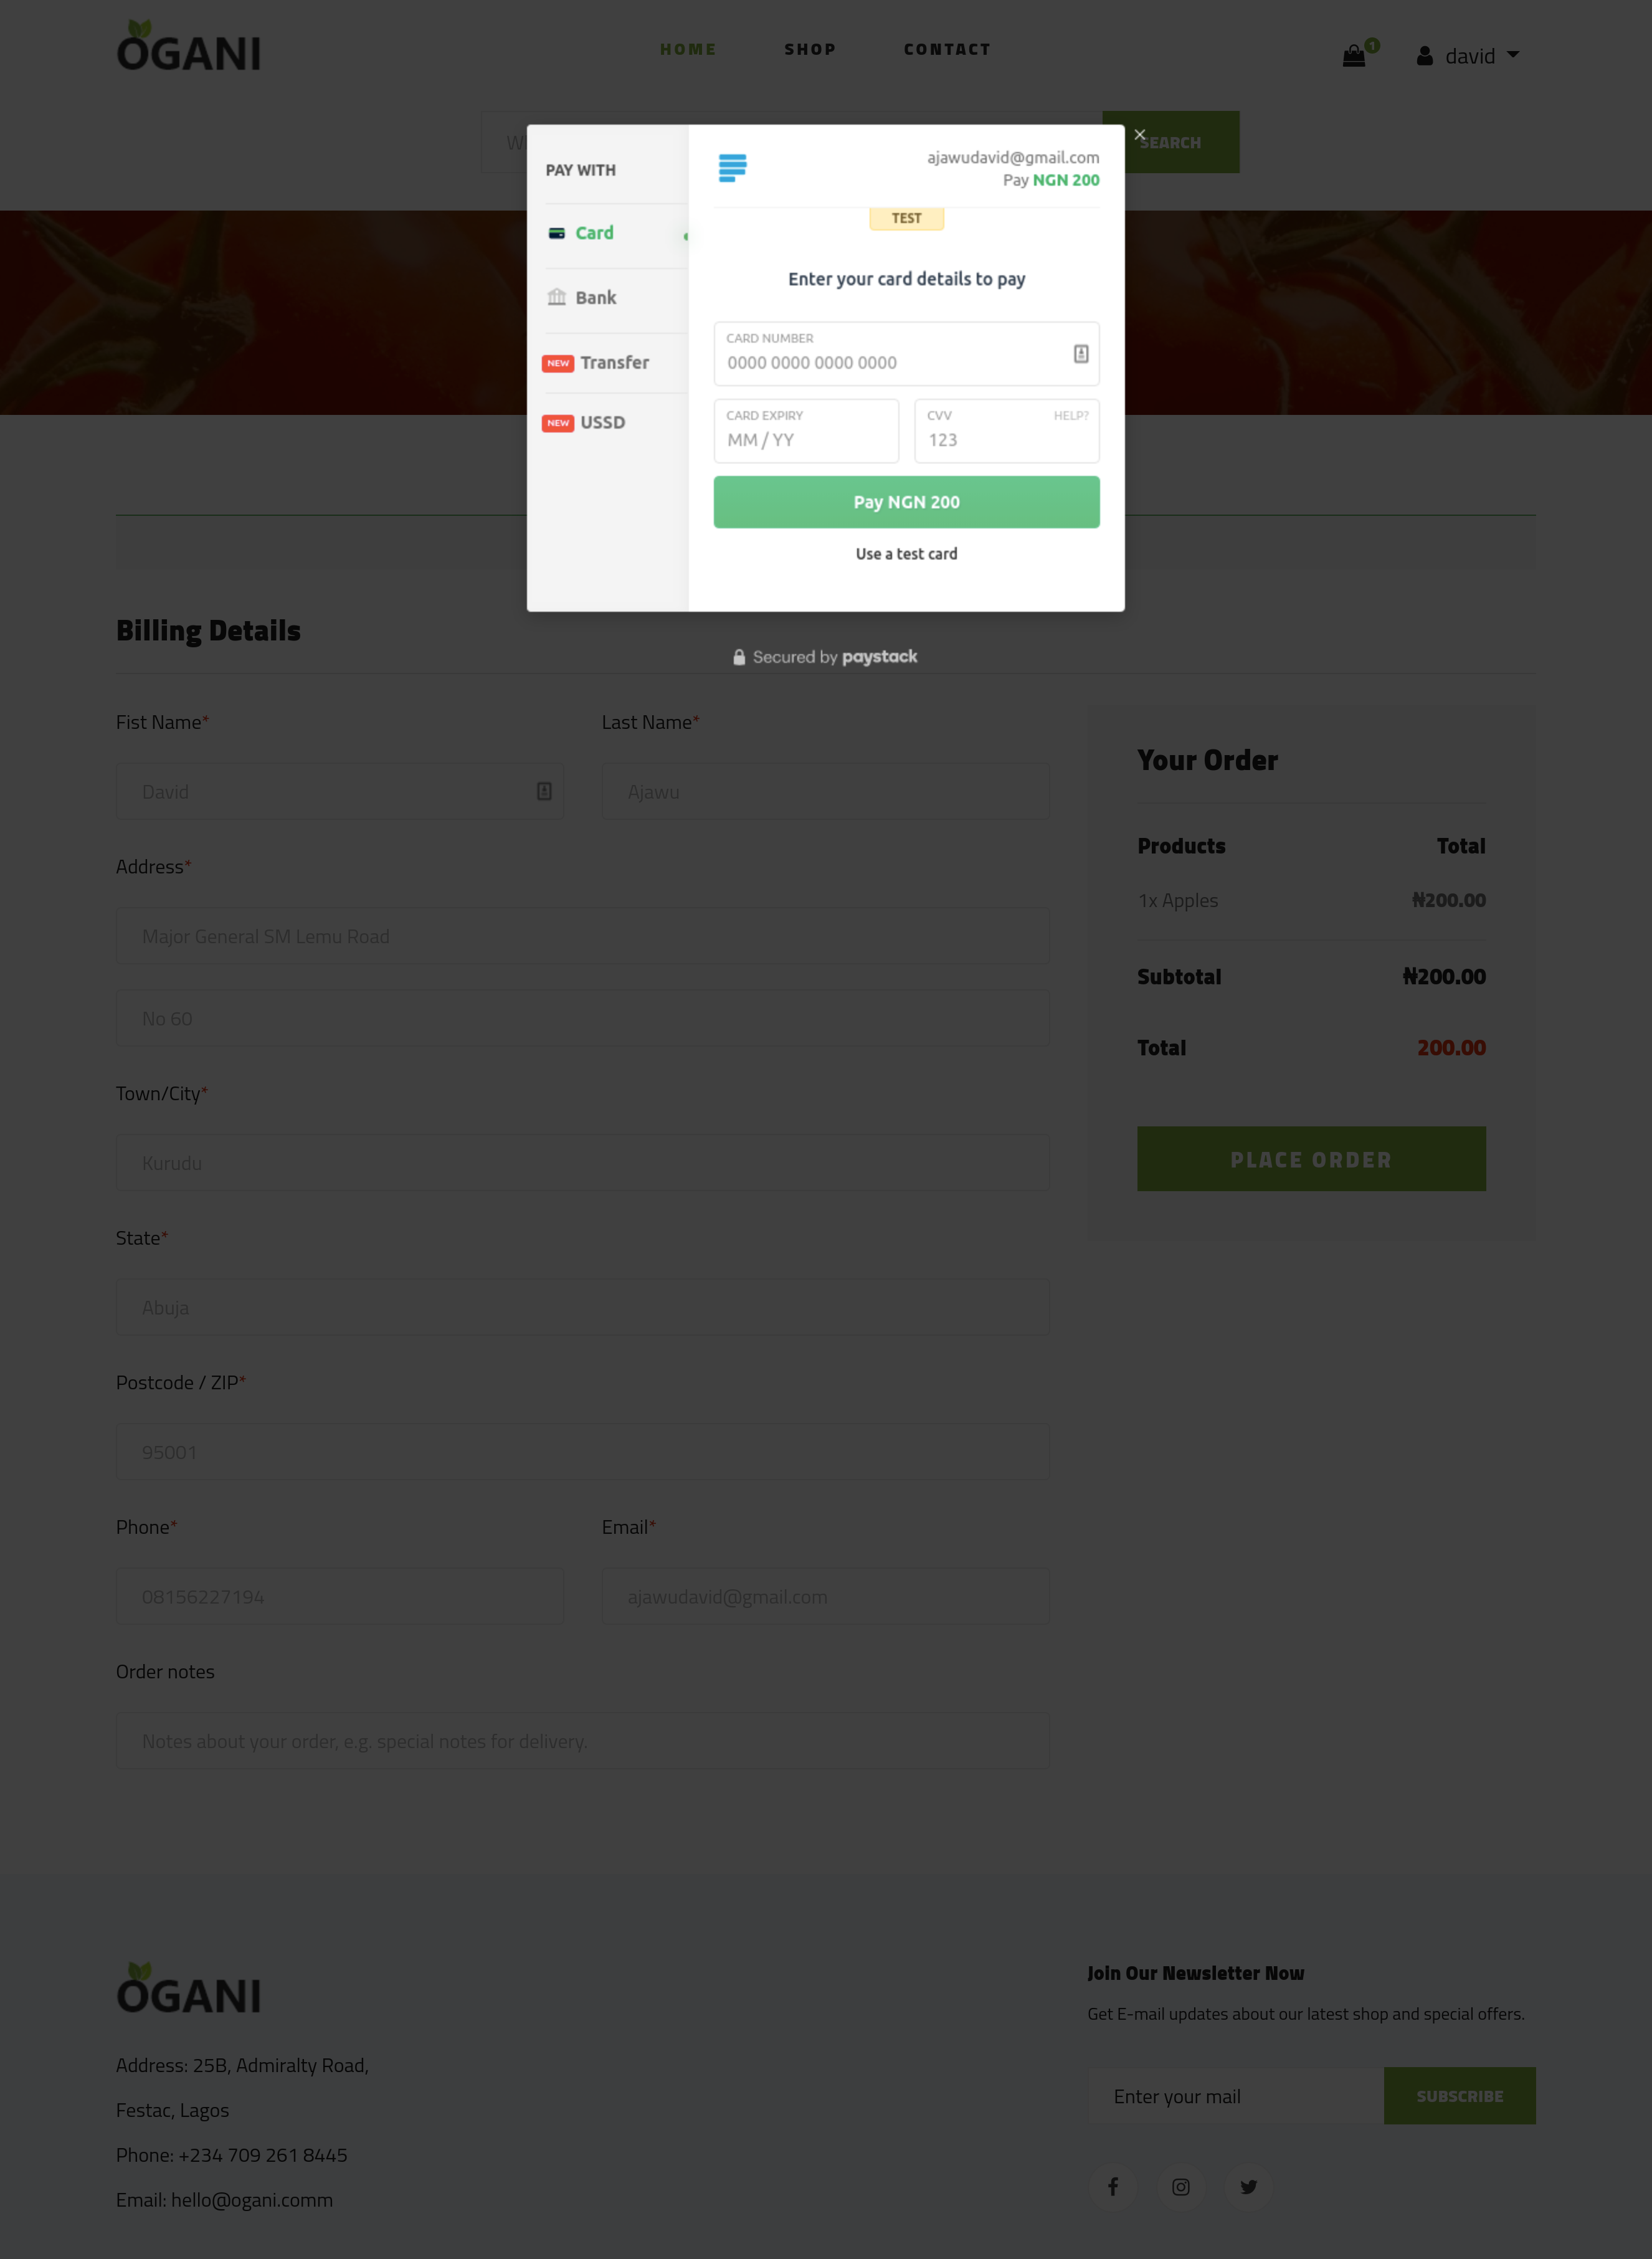 OGANI
HOME SHOP CONTACT
1
david
SEARCH
PAY WITH
Card
Bank
NEW Transfer
NEW USSD
ajawudavid@gmail.com
Pay NGN 200
TEST
Enter your card details to pay
CARD NUMBER
0000 0000 0000 0000
CARD EXPIRY
MM / YY
CVV HELP?
123
Pay NGN 200
Use a test card
Secured by paystack
Billing Details
Fist Name*
David
Last Name*
Ajawu
Address*
Major General SM Lemu Road
No 60
Town/City*
Kurudu
State*
Abuja
Postcode / ZIP*
95001
Phone*
08156227194
Email*
ajawudavid@gmail.com
Order notes
Notes about your order, e.g. special notes for delivery.
Your Order
Products Total
1x Apples ₦200.00
Subtotal ₦200.00
Total 200.00
PLACE ORDER
OGANI
Address: 25B, Admiralty Road,
Festac, Lagos
Phone: +234 709 261 8445
Email: hello@ogani.comm
Join Our Newsletter Now
Get E-mail updates about our latest shop and special offers.
Enter your mail
SUBSCRIBE